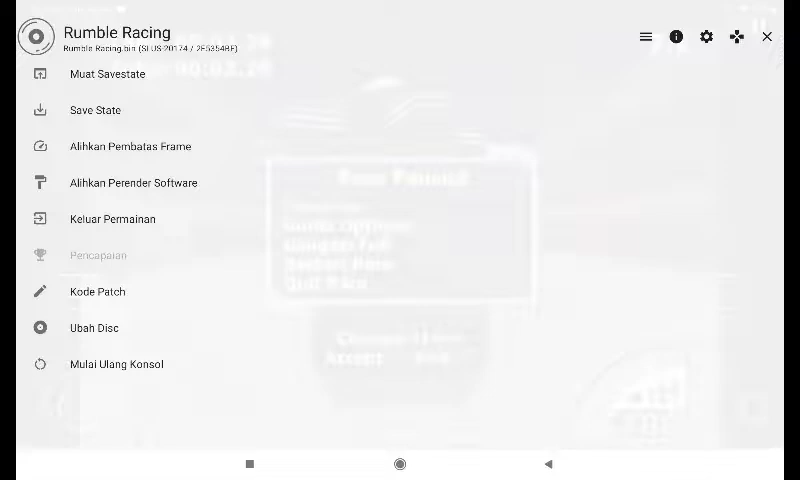 Rumble Racing
Rumble Racing.bin (SLUS-20174 / 2E5354BF)
Muat Savestate
Save State
Alihkan Pembatas Frame
Alihkan Perender Software
Keluar Permainan
Pencapaian
Kode Patch
Ubah Disc
Mulai Ulang Konsol